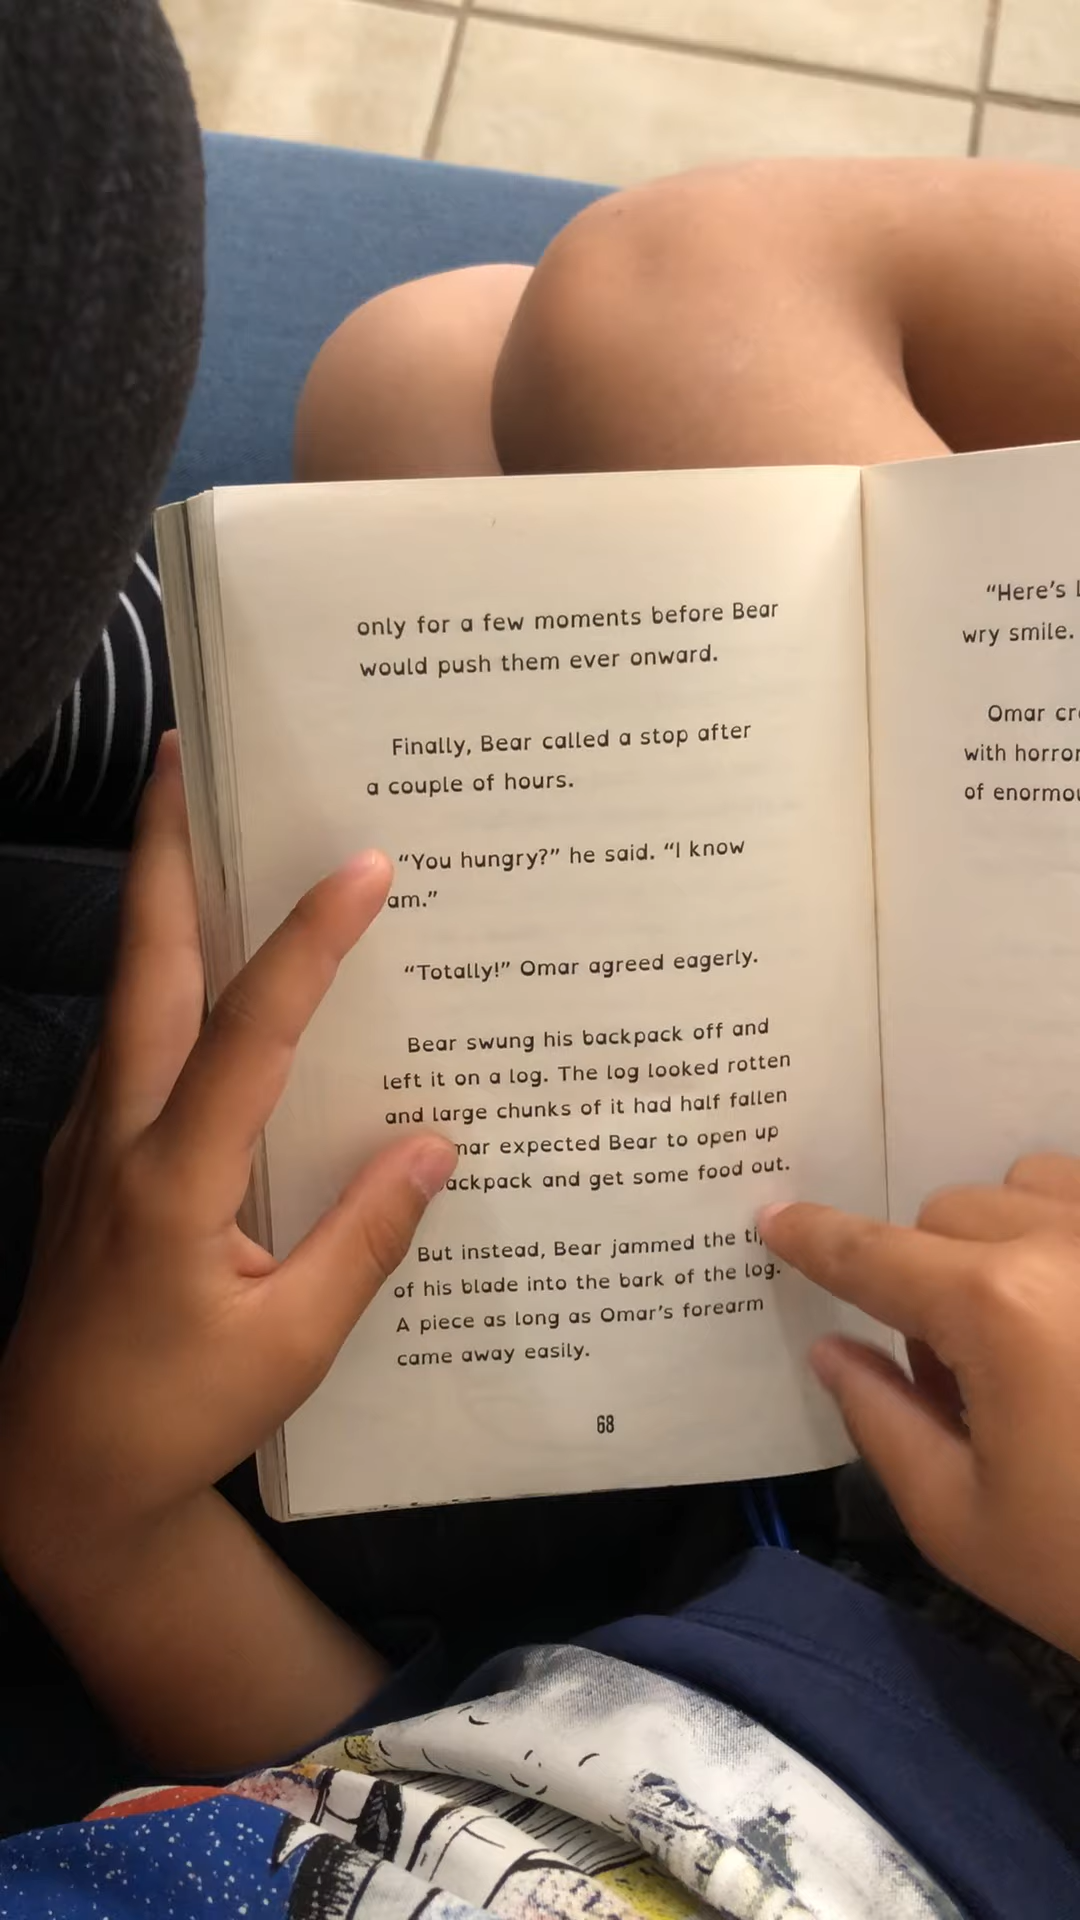 only for a few moments before Bear
would push them ever onward.
Finally, Bear called a stop after
a couple of hours.
“You hungry?” he said. “I know
am.”
“Totally!” Omar agreed eagerly.
Bear swung his backpack off and
left it on a log. The log looked rotten
and large chunks of it had half fallen
expected Bear to open up
and get some food out.
But instead, Bear jammed the
of his blade into the bark of the log.
A piece as long as Omar’s forearm
came away easily.
68
“Here’s
wry smile.
Omar
with horror
of